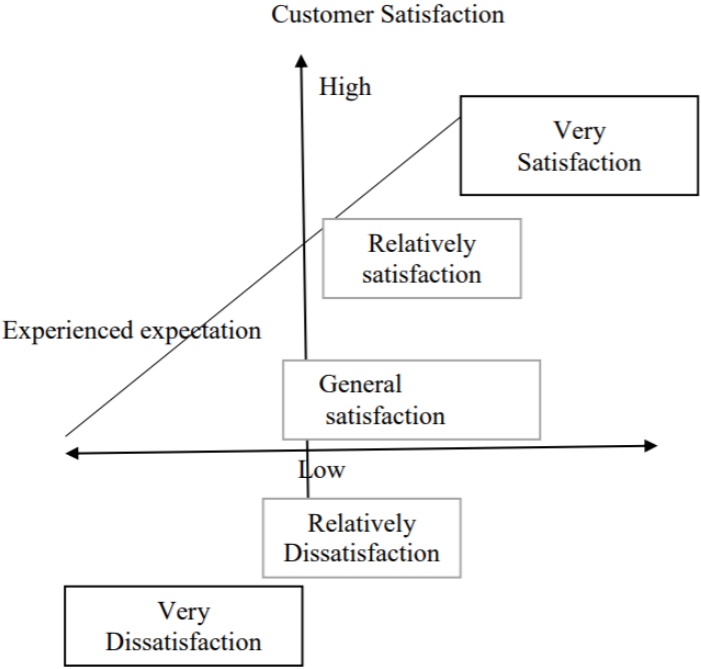 Customer Satisfaction
High
Very
Satisfaction
Relatively
satisfaction
Experienced expectation
General
satisfaction
Low
Relatively
Dissatisfaction
Very
Dissatisfaction